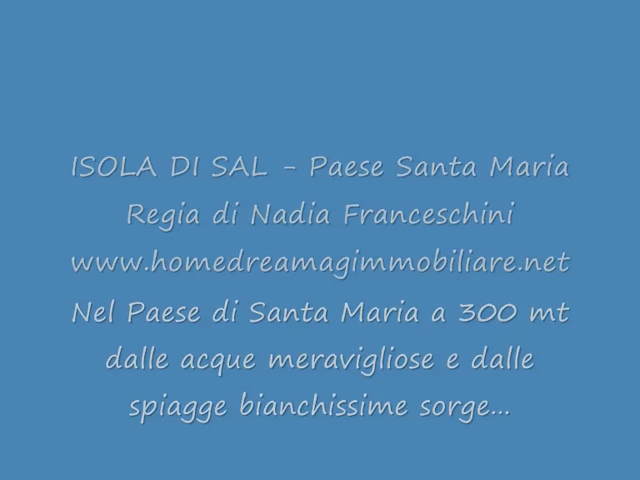 ISOLA DI SAL - Paese Santa Maria
Regia di Nadia Franceschini
www.homedreamagimmobiliare.net
Nel Paese di Santa Maria a 300 mt
dalle acque meravigliose e dalle
spiagge bianchissime sorge...